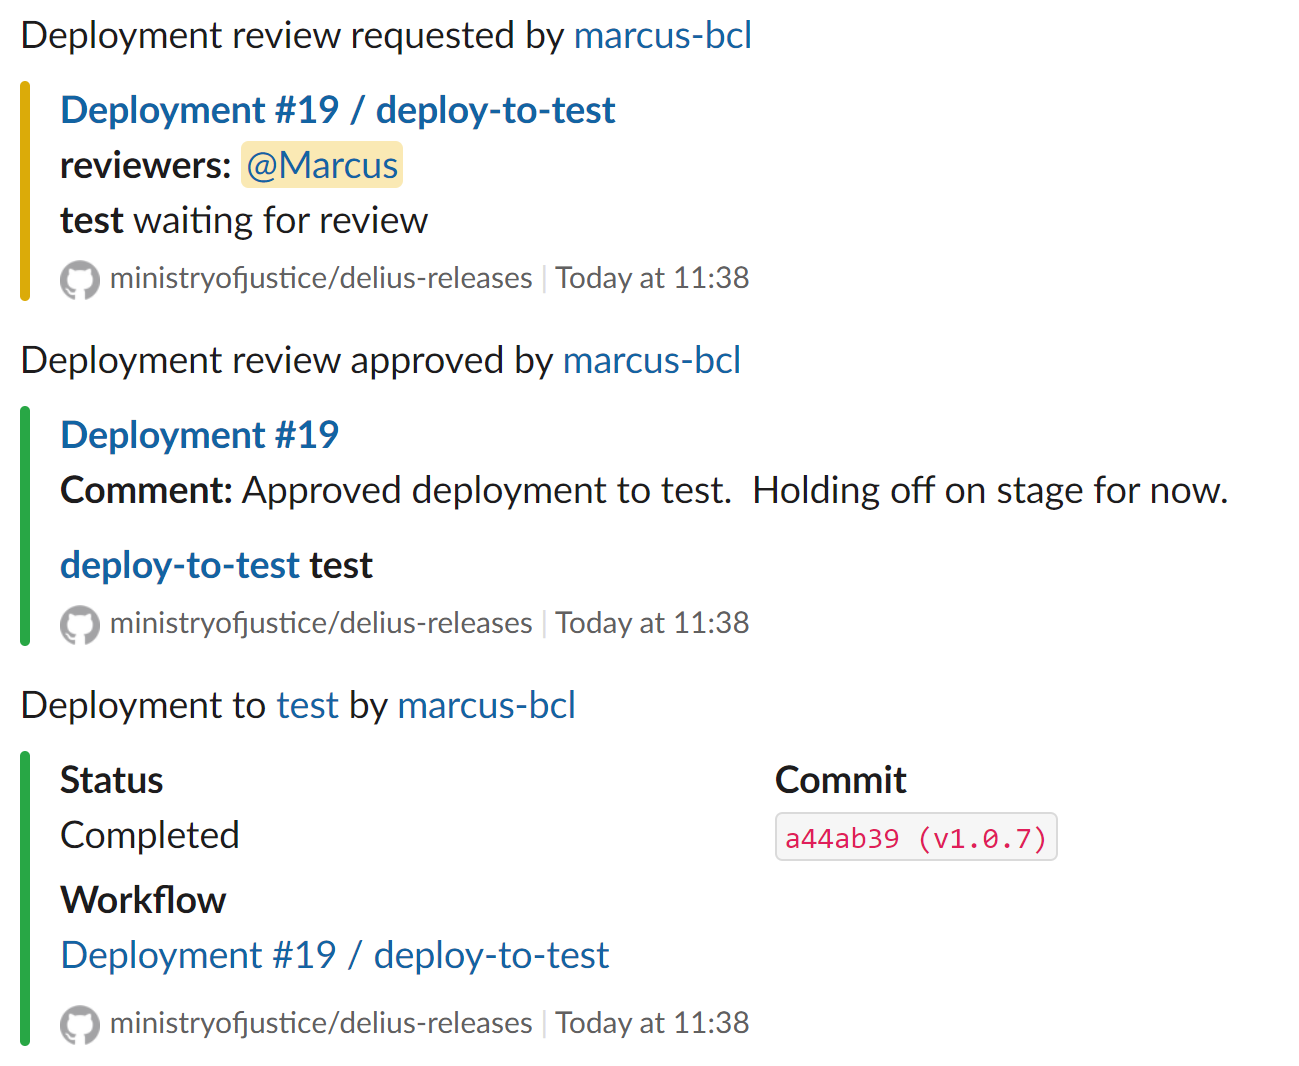 Deployment review requested by marcus-bcl
Deployment #19 / deploy-to-test
reviewers: @Marcus
test waiting for review
ministryofjustice/delius-releases | Today at 11:38
Deployment review approved by marcus-bcl
Deployment #19
Comment: Approved deployment to test.  Holding off on stage for now.
deploy-to-test test
ministryofjustice/delius-releases | Today at 11:38
Deployment to test by marcus-bcl
Status Commit
Completed a44ab39 (v1.0.7)
Workflow
Deployment #19 / deploy-to-test
ministryofjustice/delius-releases | Today at 11:38